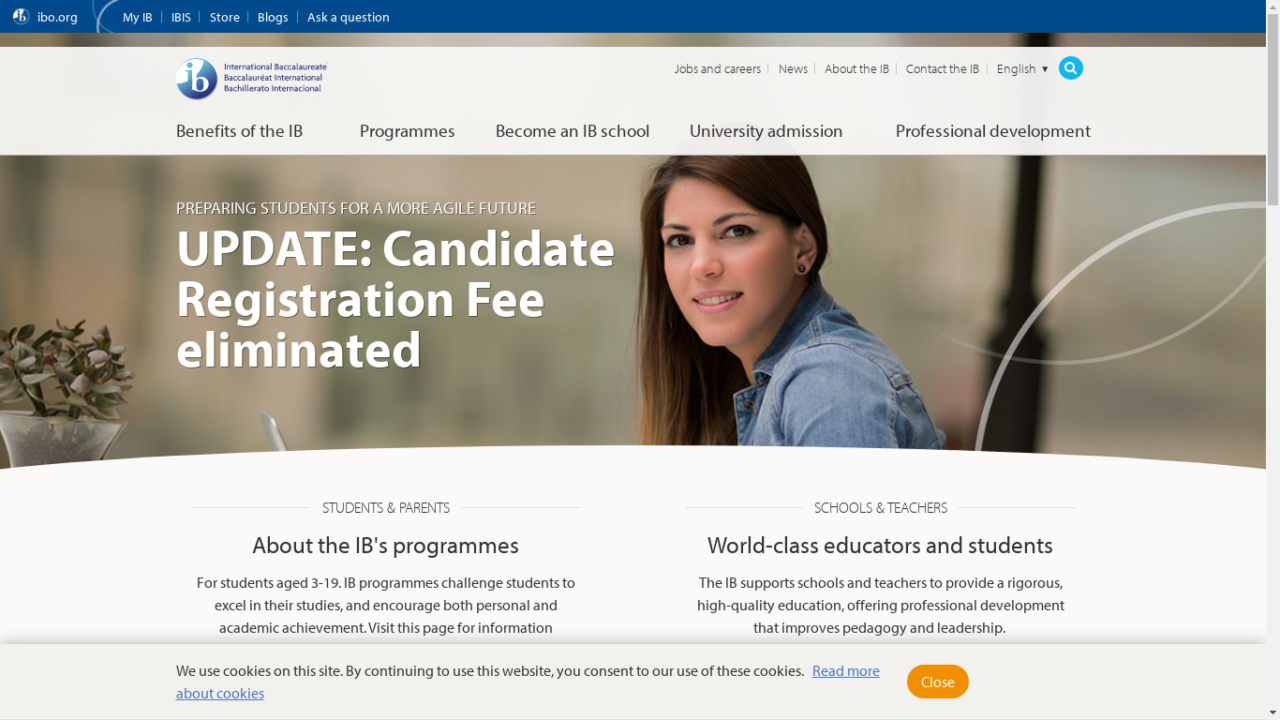 ibo.org
My IB
IBIS
Store
Blogs
Ask a question
ib
International Baccalaureate
Baccalauréat International
Bachillerato Internacional
Jobs and careers
News
About the IB
Contact the IB
English ▼
Benefits of the IB
Programmes
Become an IB school
University admission
Professional development
PREPARING STUDENTS FOR A MORE AGILE FUTURE
UPDATE: Candidate
Registration Fee
eliminated
STUDENTS & PARENTS
About the IB's programmes
For students aged 3-19. IB programmes challenge students to
excel in their studies, and encourage both personal and
academic achievement. Visit this page for information
SCHOOLS & TEACHERS
World-class educators and students
The IB supports schools and teachers to provide a rigorous,
high-quality education, offering professional development
that improves pedagogy and leadership.
We use cookies on this site. By continuing to use this website, you consent to our use of these cookies. Read more
about cookies
Close